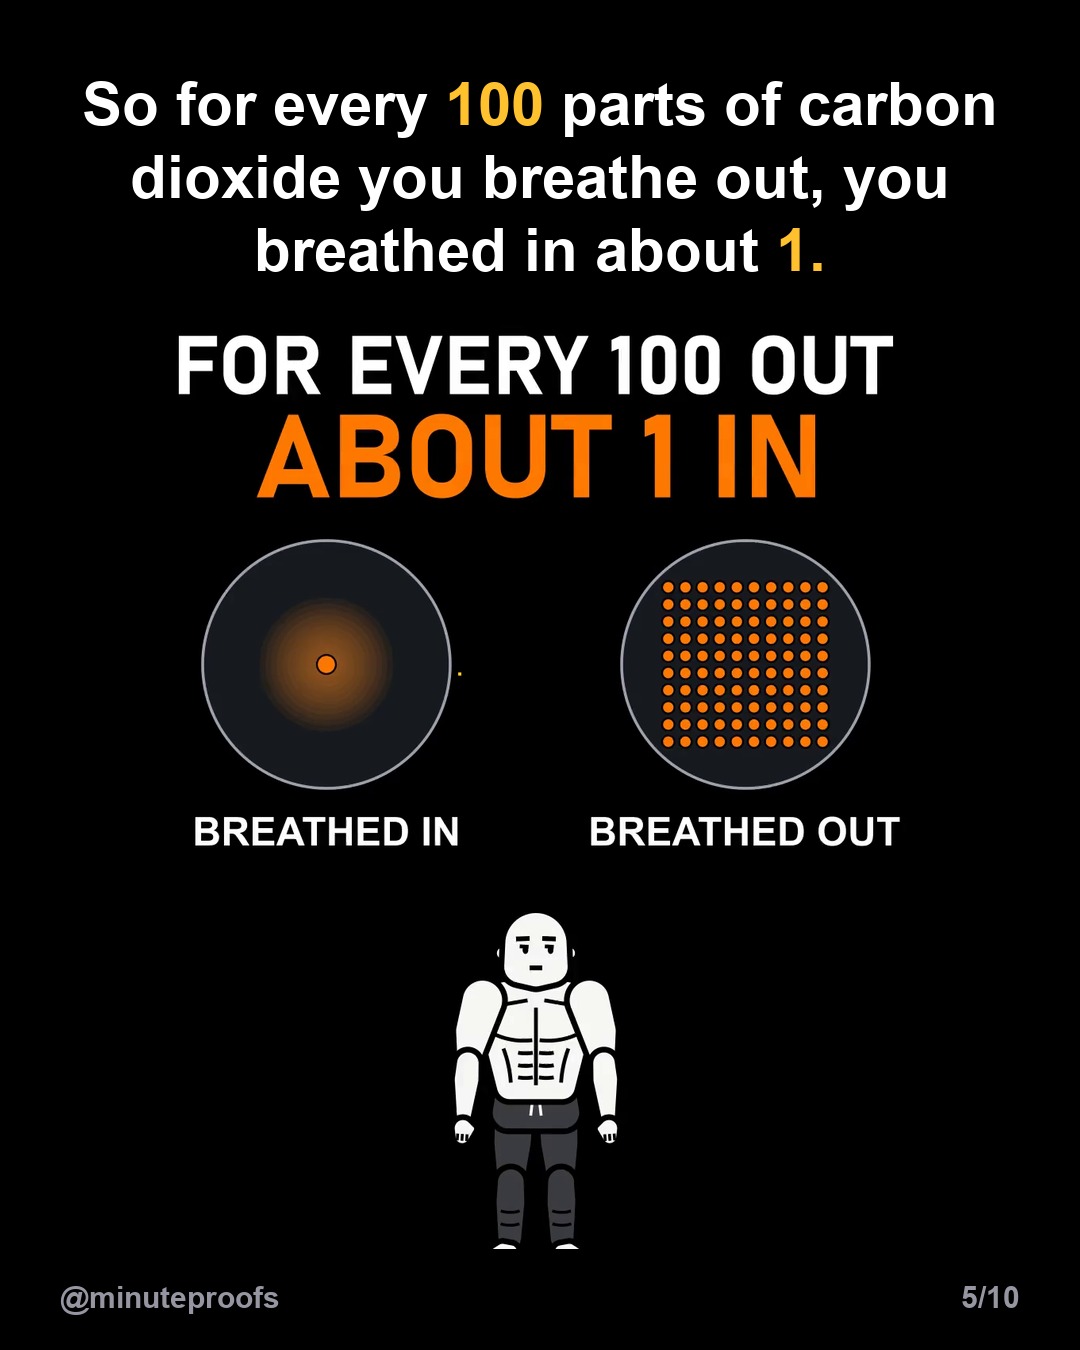 So for every 100 parts of carbon
dioxide you breathe out, you
breathed in about 1.
FOR EVERY 100 OUT
ABOUT 1 IN
BREATHED IN
BREATHED OUT
@minuteproofs
5/10